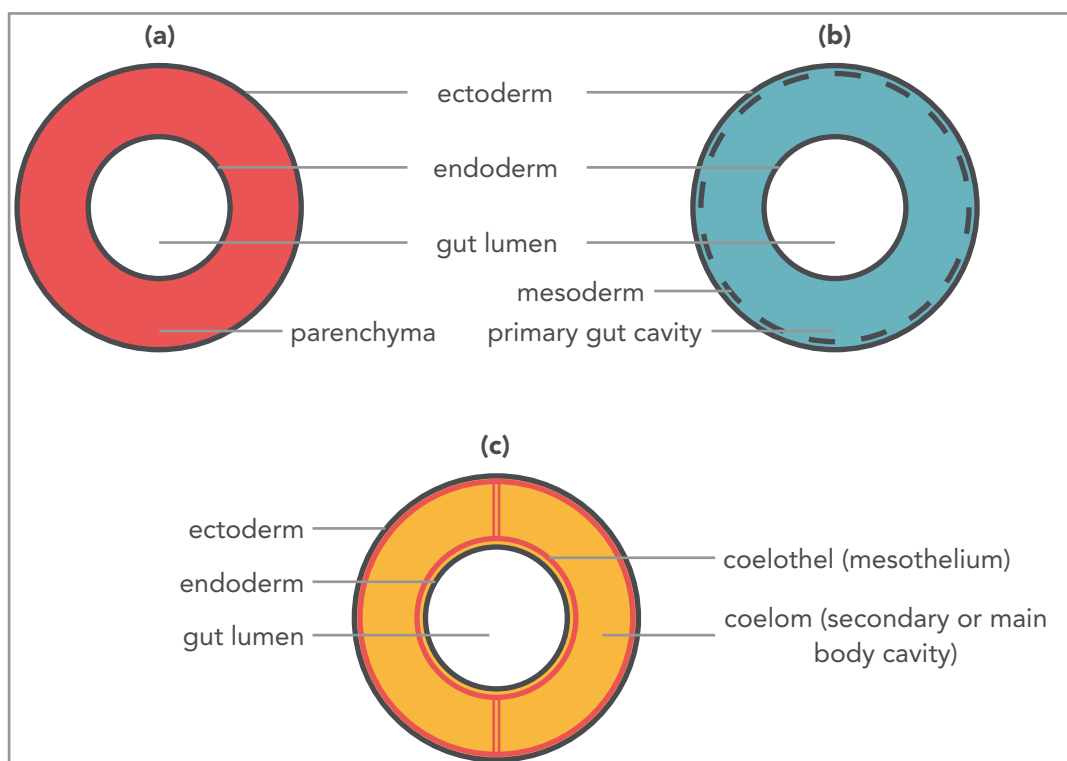 (a)
(b)
ectoderm
endoderm
gut lumen
mesoderm
parenchyma
primary gut cavity
(c)
ectoderm
endoderm
gut lumen
coelothel (mesothelium)
coelom (secondary or main
body cavity)